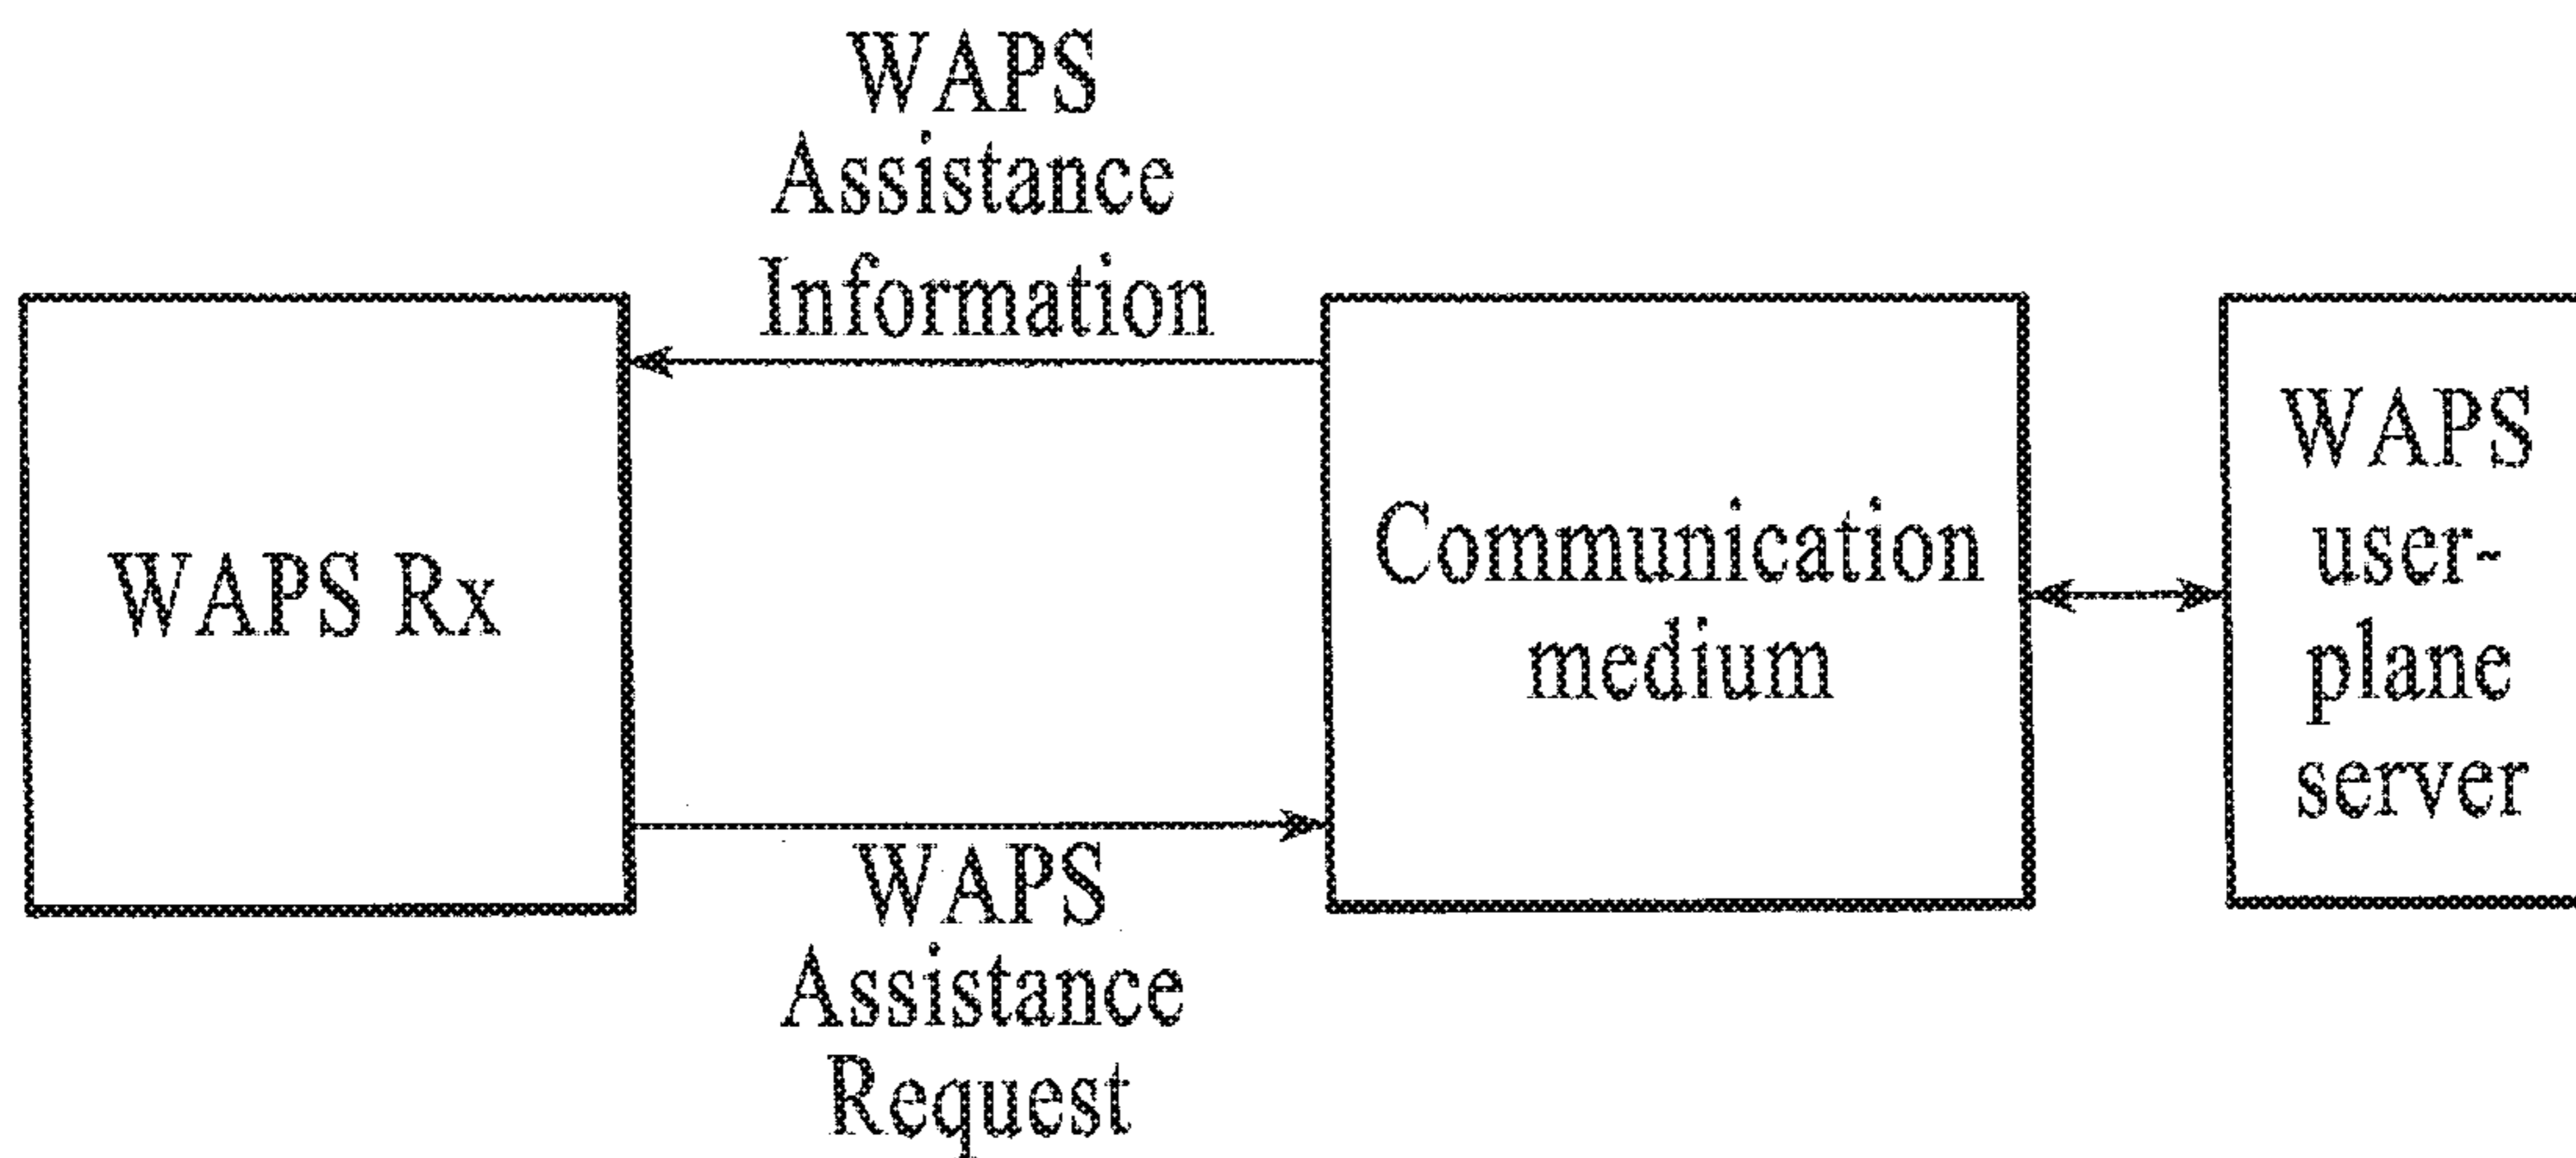 WAPS
Assistance
Information
WAPS Rx
Communication
medium
WAPS
user-
plane
server
WAPS
Assistance
Request